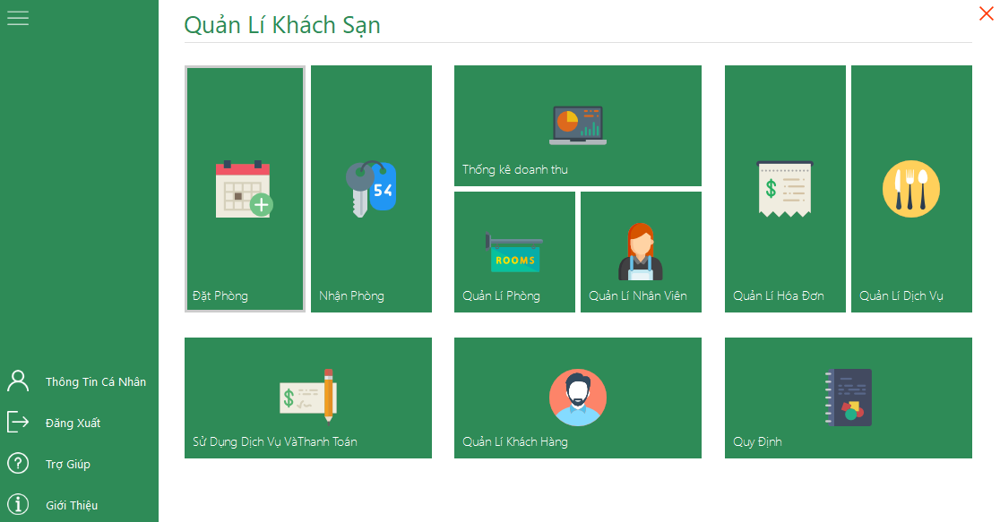 Quản Lí Khách Sạn
54
Thống kê doanh thu
ROOMS
Đặt Phòng
Nhận Phòng
Quản Lí Phòng
Quản Lí Nhân Viên
Quản Lí Hóa Đơn
Quản Lí Dịch Vụ
Sử Dụng Dịch Vụ VàThanh Toán
Quản Lí Khách Hàng
Quy Định
Thông Tin Cá Nhân
Đăng Xuất
Trợ Giúp
Giới Thiệu